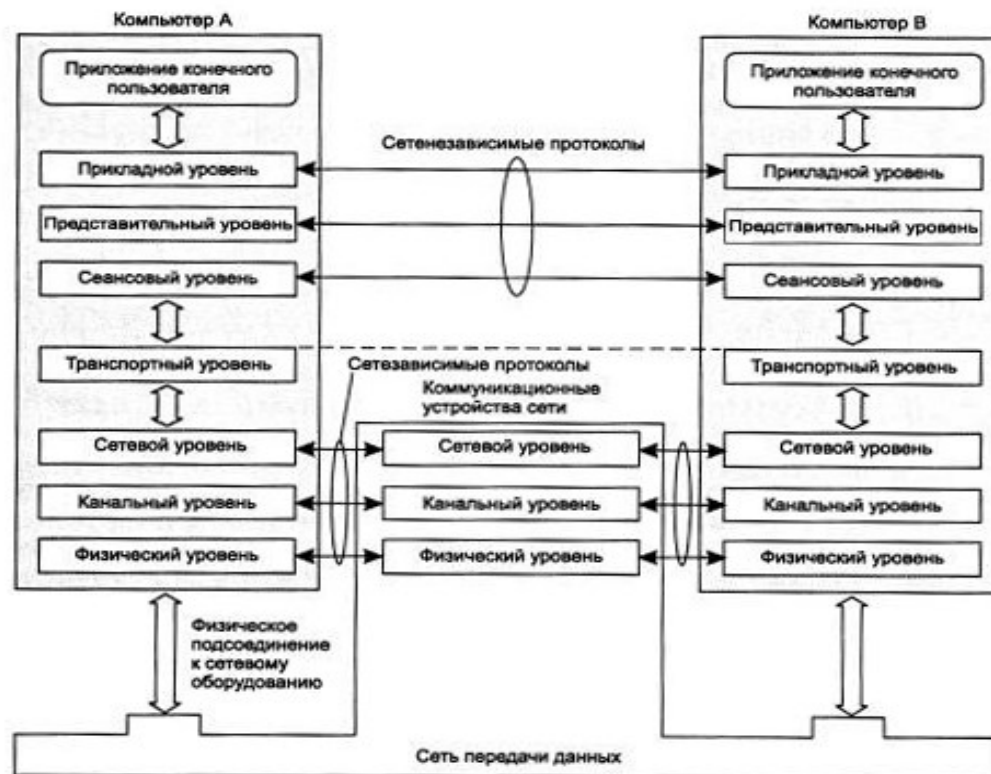 Компьютер А
Компьютер В
Приложение конечного
пользователя
Приложение конечного
пользователя
Сетенезависимые протоколы
Прикладной уровень
Прикладной уровень
Представительный уровень
Представительный уровень
Сеансовый уровень
Сеансовый уровень
Транспортный уровень
Сетезависимые протоколы
Транспортный уровень
Коммуникационные
устройства сети
Сетевой уровень
Сетевой уровень
Сетевой уровень
Канальный уровень
Канальный уровень
Канальный уровень
Физический уровень
Физический уровень
Физический уровень
Физическое
подсоединение
к сетевому
оборудованию
Сеть передачи данных